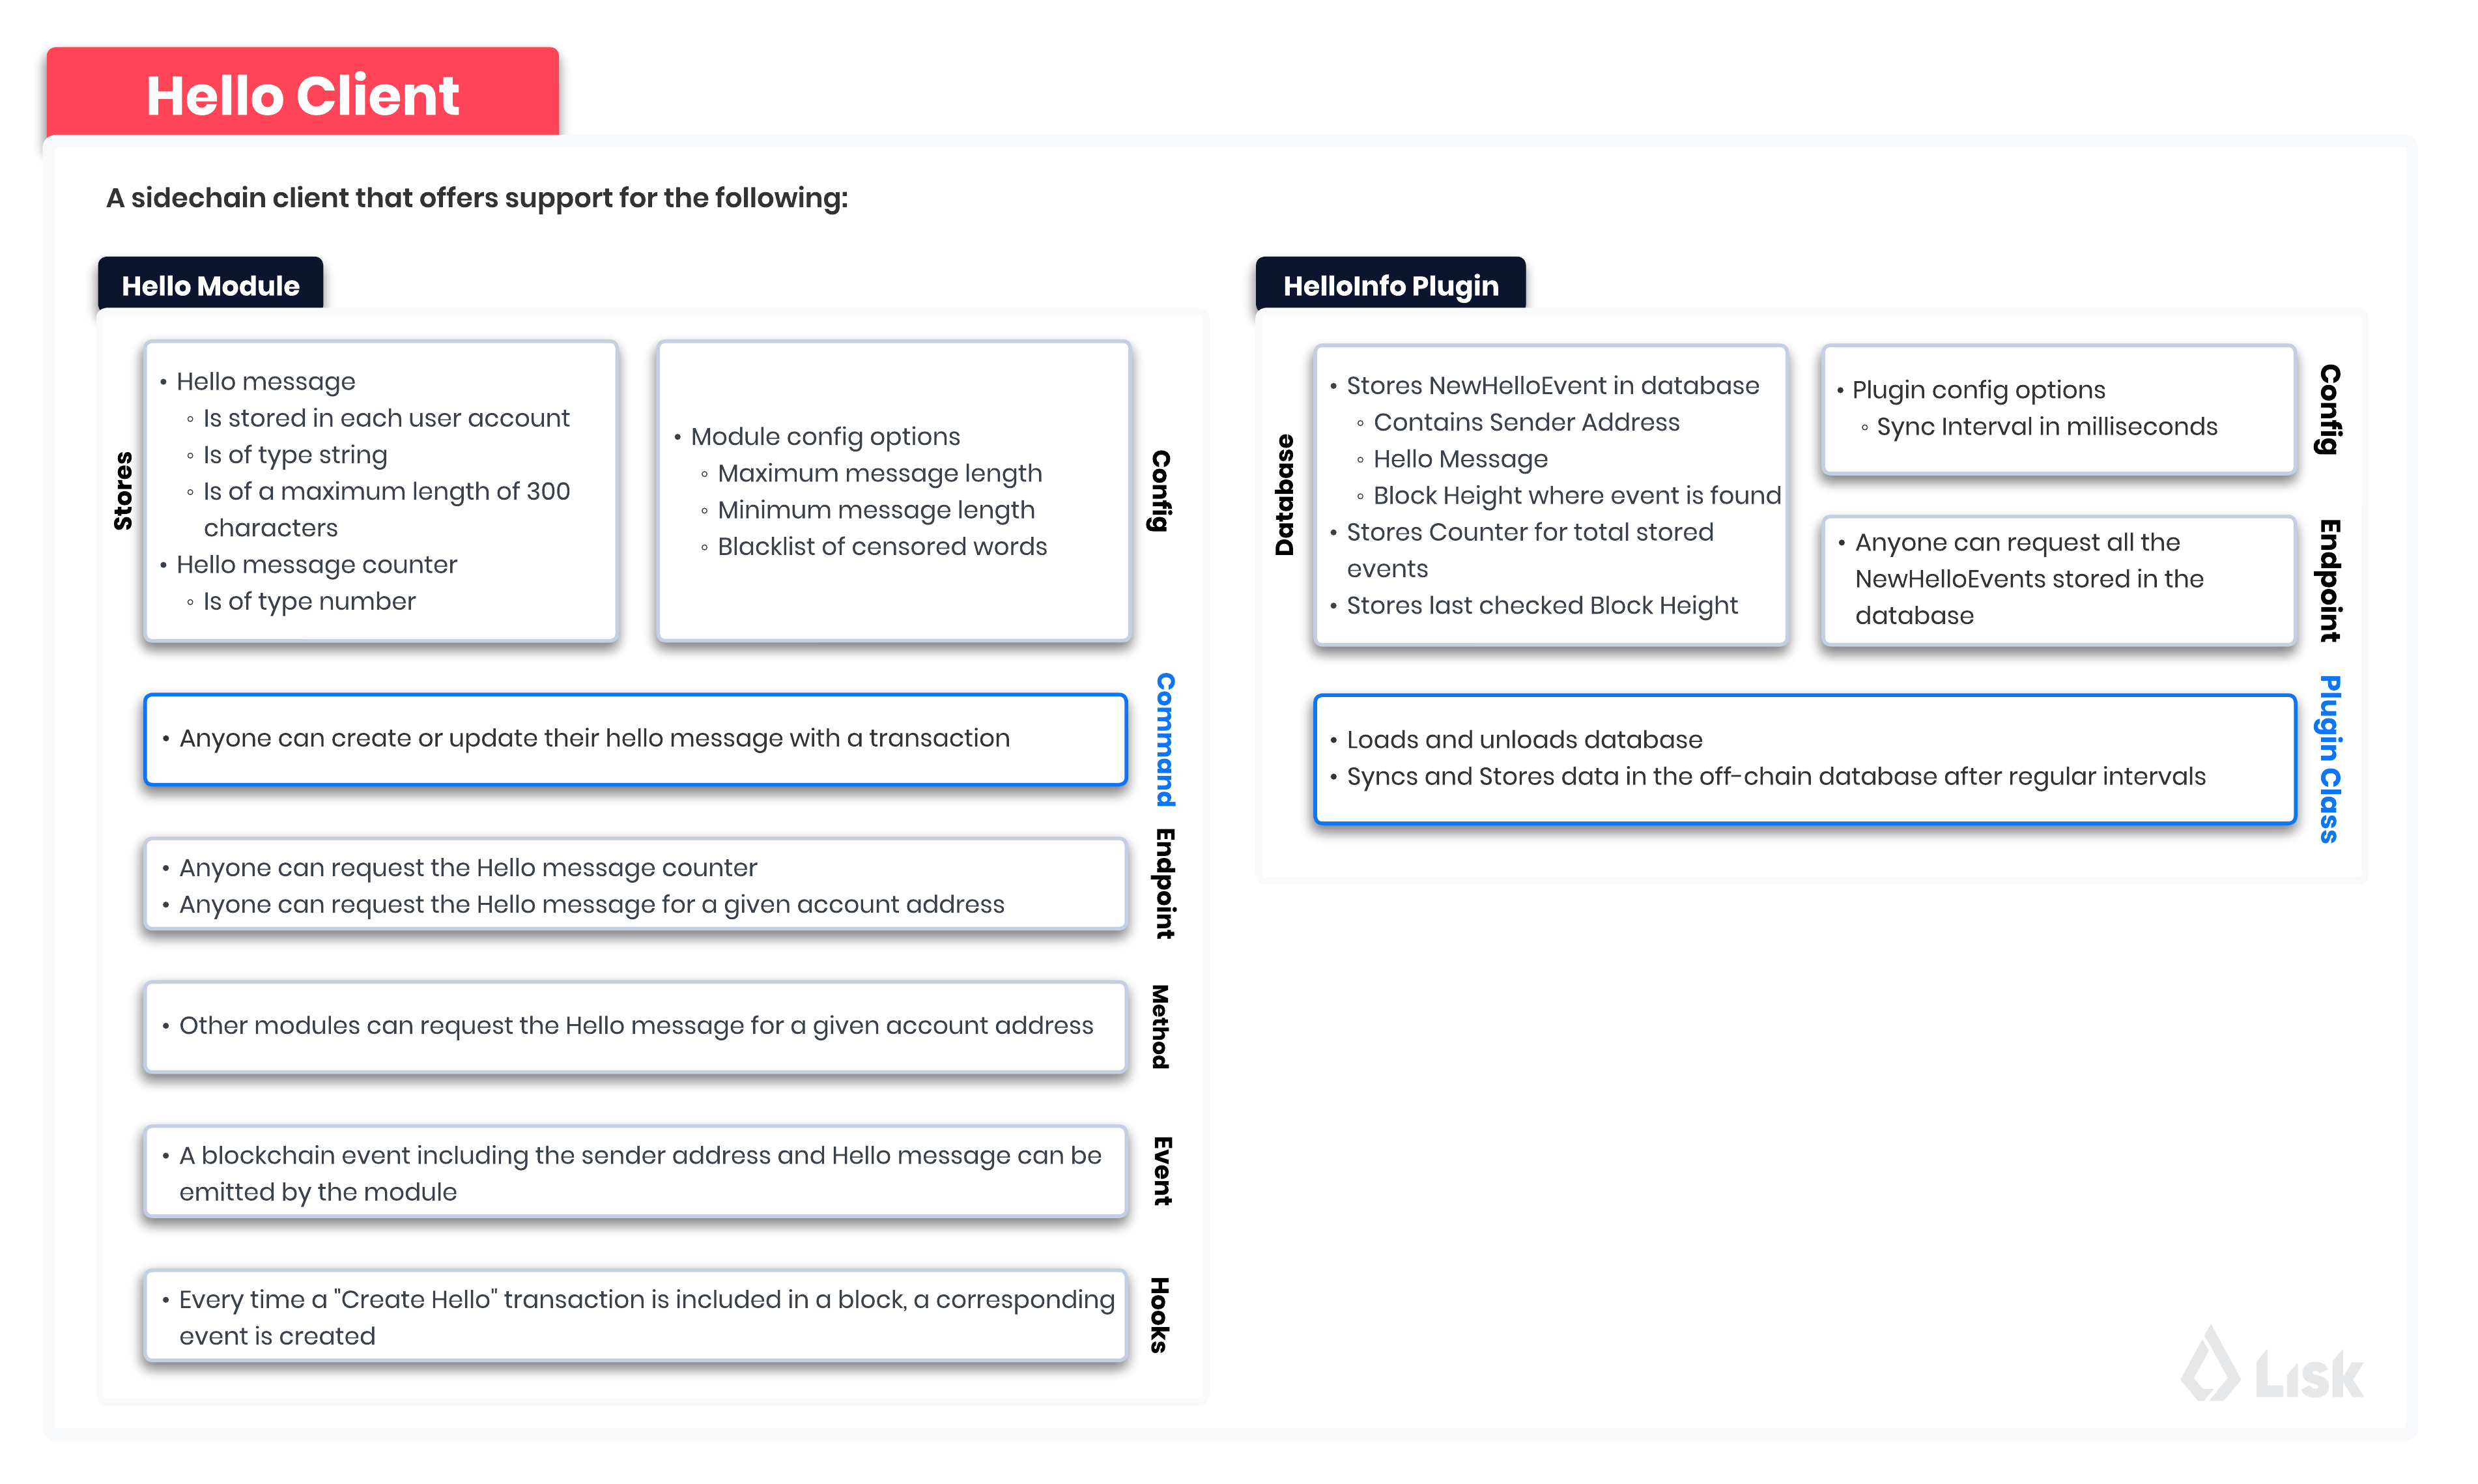 Hello Client
A sidechain client that offers support for the following:
Hello Module
Stores
• Hello message
◦ Is stored in each user account
◦ Is of type string
◦ Is of a maximum length of 300
characters
• Hello message counter
◦ Is of type number
• Module config options
◦ Maximum message length
◦ Minimum message length
◦ Blacklist of censored words
Config
• Anyone can create or update their hello message with a transaction
Command
• Anyone can request the Hello message counter
• Anyone can request the Hello message for a given account address
Endpoint
• Other modules can request the Hello message for a given account address
Method
• A blockchain event including the sender address and Hello message can be
emitted by the module
Event
• Every time a "Create Hello" transaction is included in a block, a corresponding
event is created
Hooks
HelloInfo Plugin
Database
• Stores NewHelloEvent in database
◦ Contains Sender Address
◦ Hello Message
◦ Block Height where event is found
• Stores Counter for total stored
events
• Stores last checked Block Height
• Plugin config options
◦ Sync Interval in milliseconds
Config
• Anyone can request all the
NewHelloEvents stored in the
database
Endpoint
• Loads and unloads database
• Syncs and Stores data in the off-chain database after regular intervals
Plugin Class
Lisk